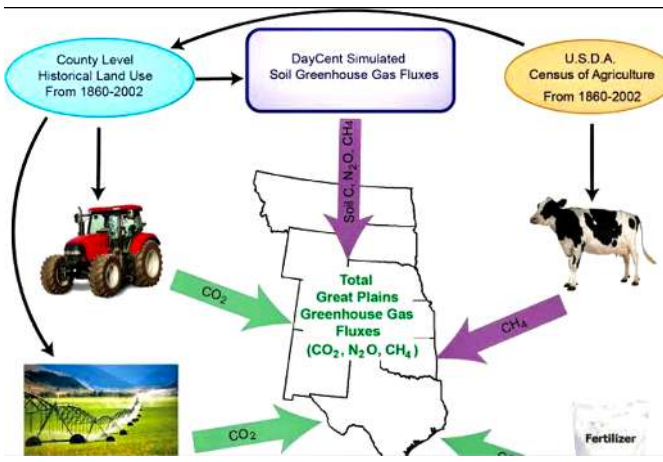 County Level
Historical Land Use
From 1860-2002
DayCent Simulated
Soil Greenhouse Gas Fluxes
U.S.D.A.
Census of Agriculture
From 1860-2002
Soil C, N₂O, CH₄
Total
Great Plains
Greenhouse Gas
Fluxes
(CO₂, N₂O, CH₄)
CO₂
CH₄
CO₂
Fertilizer